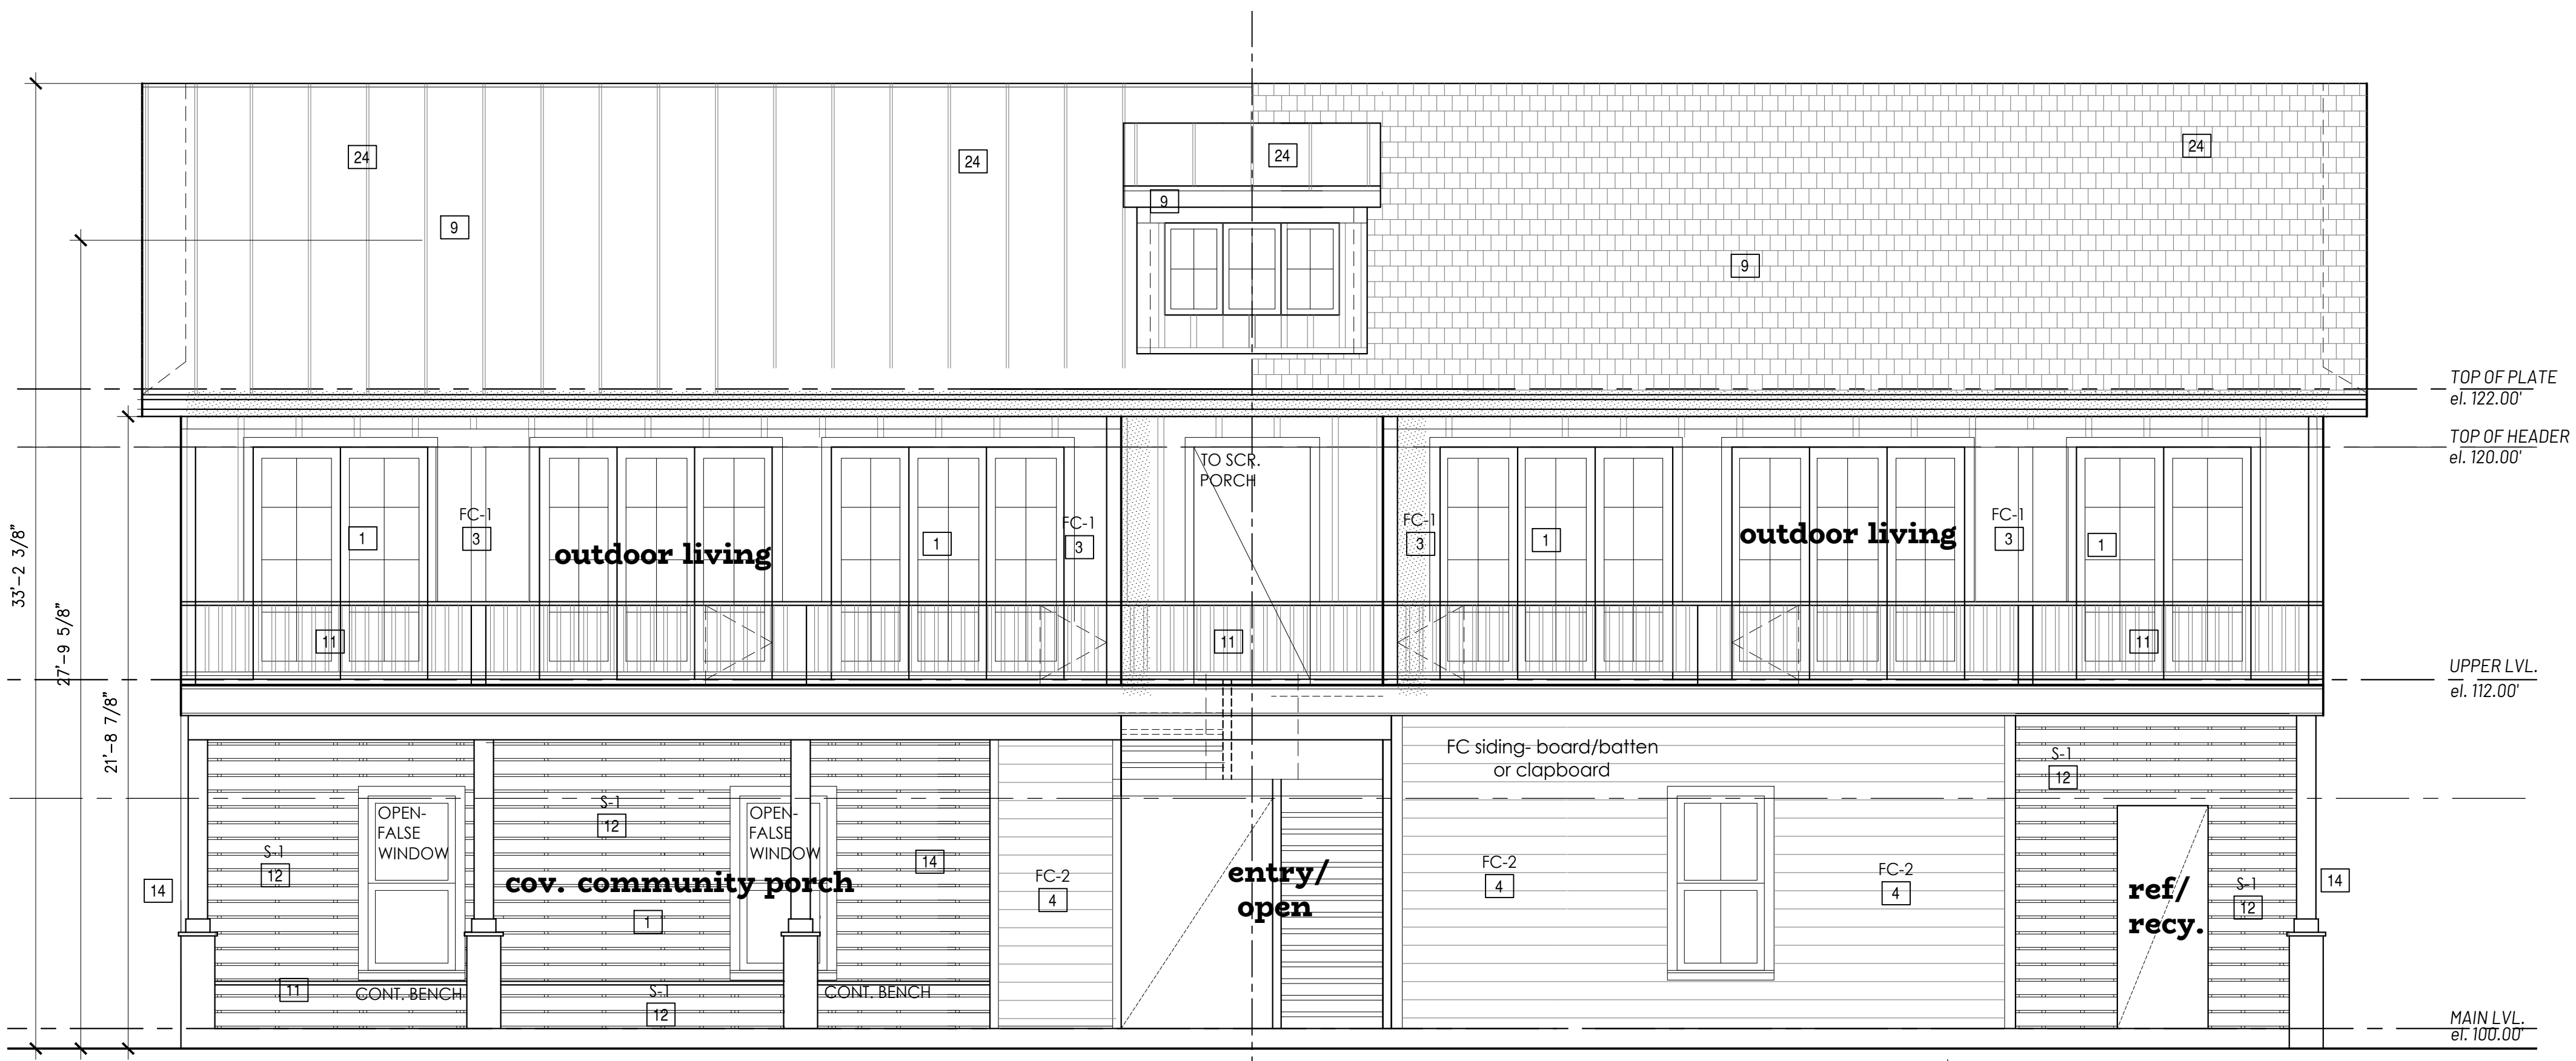 24
24
24
24
9
9
9
33'-2 3/8"
27'-9 5/8"
21'-8 7/8"
TOP OF PLATE
el. 122.00'
TOP OF HEADER
el. 120.00'
TO SCR.
PORCH
FC-1
3
FC-1
3
FC-1
3
FC-1
3
1
1
1
1
outdoor living
outdoor living
11
11
11
UPPER LVL.
el. 112.00'
FC siding- board/batten
or clapboard
OPEN-
FALSE
WINDOW
OPEN-
FALSE
WINDOW
S-1
12
S-1
12
S-1
12
S-1
12
S-1
12
14
14
14
cov. community porch
1
FC-2
4
FC-2
4
FC-2
4
entry/
open
ref/
recy.
11
CONT. BENCH
CONT. BENCH
MAIN LVL.
el. 100.00'